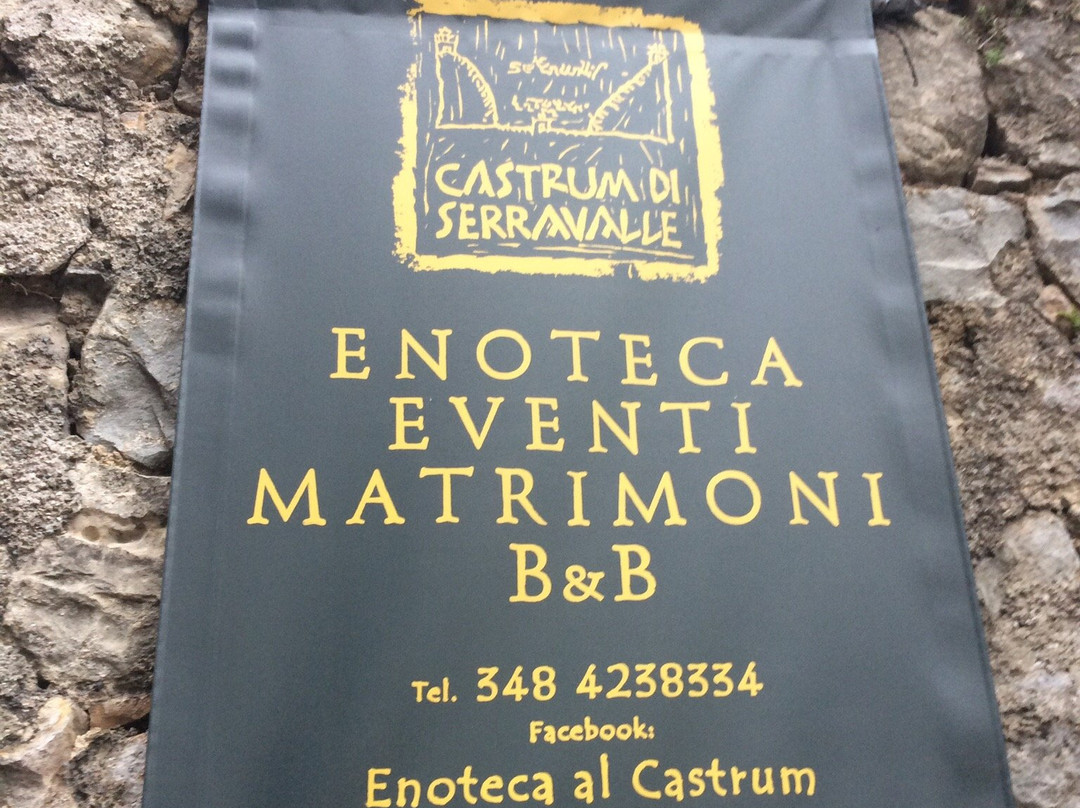 CASTRUM DI
SERRAVALLE
ENOTECA
EVENTI
MATRIMONI
B&B
Tel. 348 4238334
Facebook:
Enoteca al Castrum